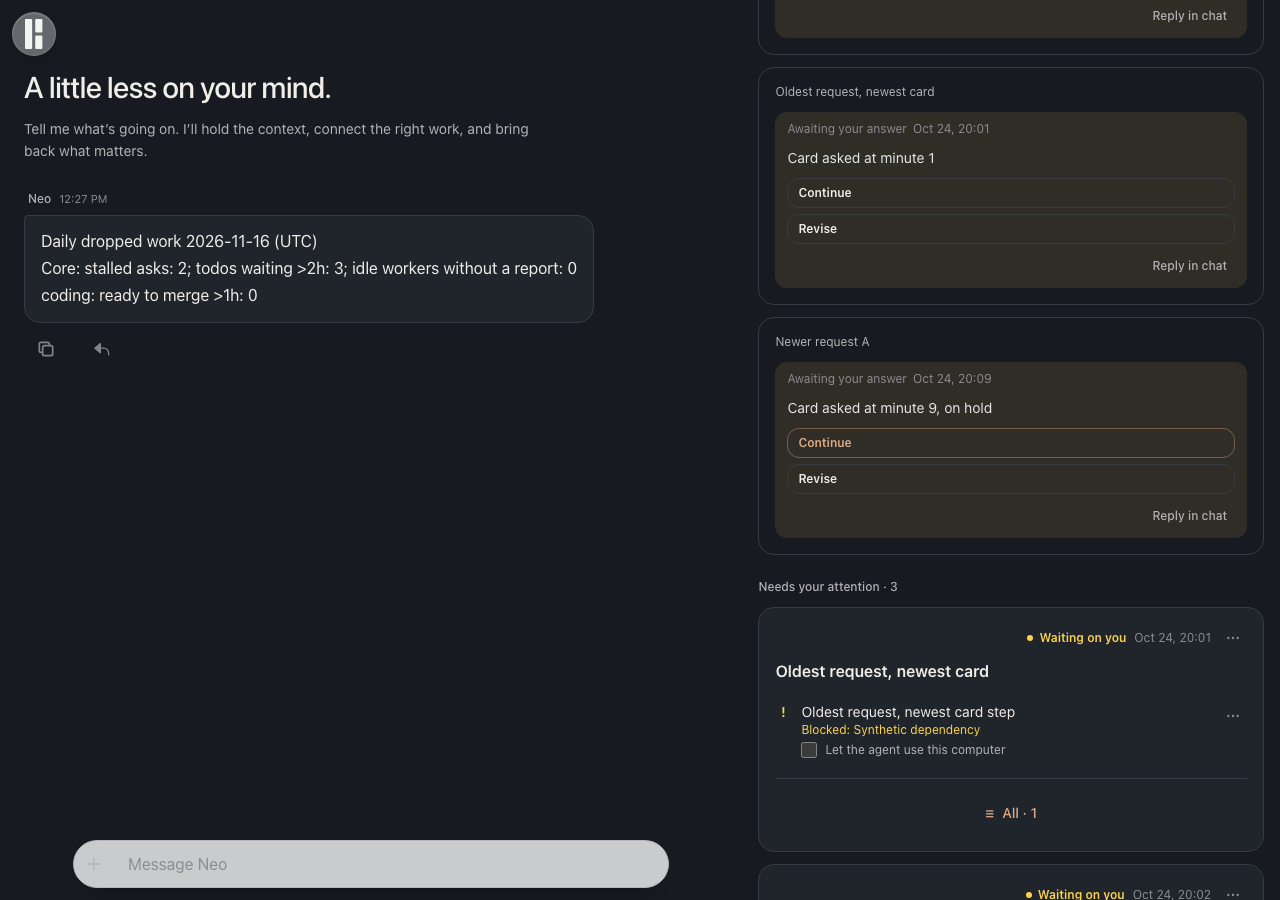 A little less on your mind.
Tell me what's going on. I'll hold the context, connect the right work, and bring
back what matters.
Neo 12:27 PM
Daily dropped work 2026-11-16 (UTC)
Core: stalled asks: 2; todos waiting >2h: 3; idle workers without a report: 0
coding: ready to merge >1h: 0
Message Neo
Reply in chat
Oldest request, newest card
Awaiting your answer Oct 24, 20:01
Card asked at minute 1
Continue
Revise
Reply in chat
Newer request A
Awaiting your answer Oct 24, 20:09
Card asked at minute 9, on hold
Continue
Revise
Reply in chat
Needs your attention · 3
Waiting on you Oct 24, 20:01
Oldest request, newest card
! Oldest request, newest card step
Blocked: Synthetic dependency
Let the agent use this computer
All · 1
Waiting on you Oct 24, 20:02